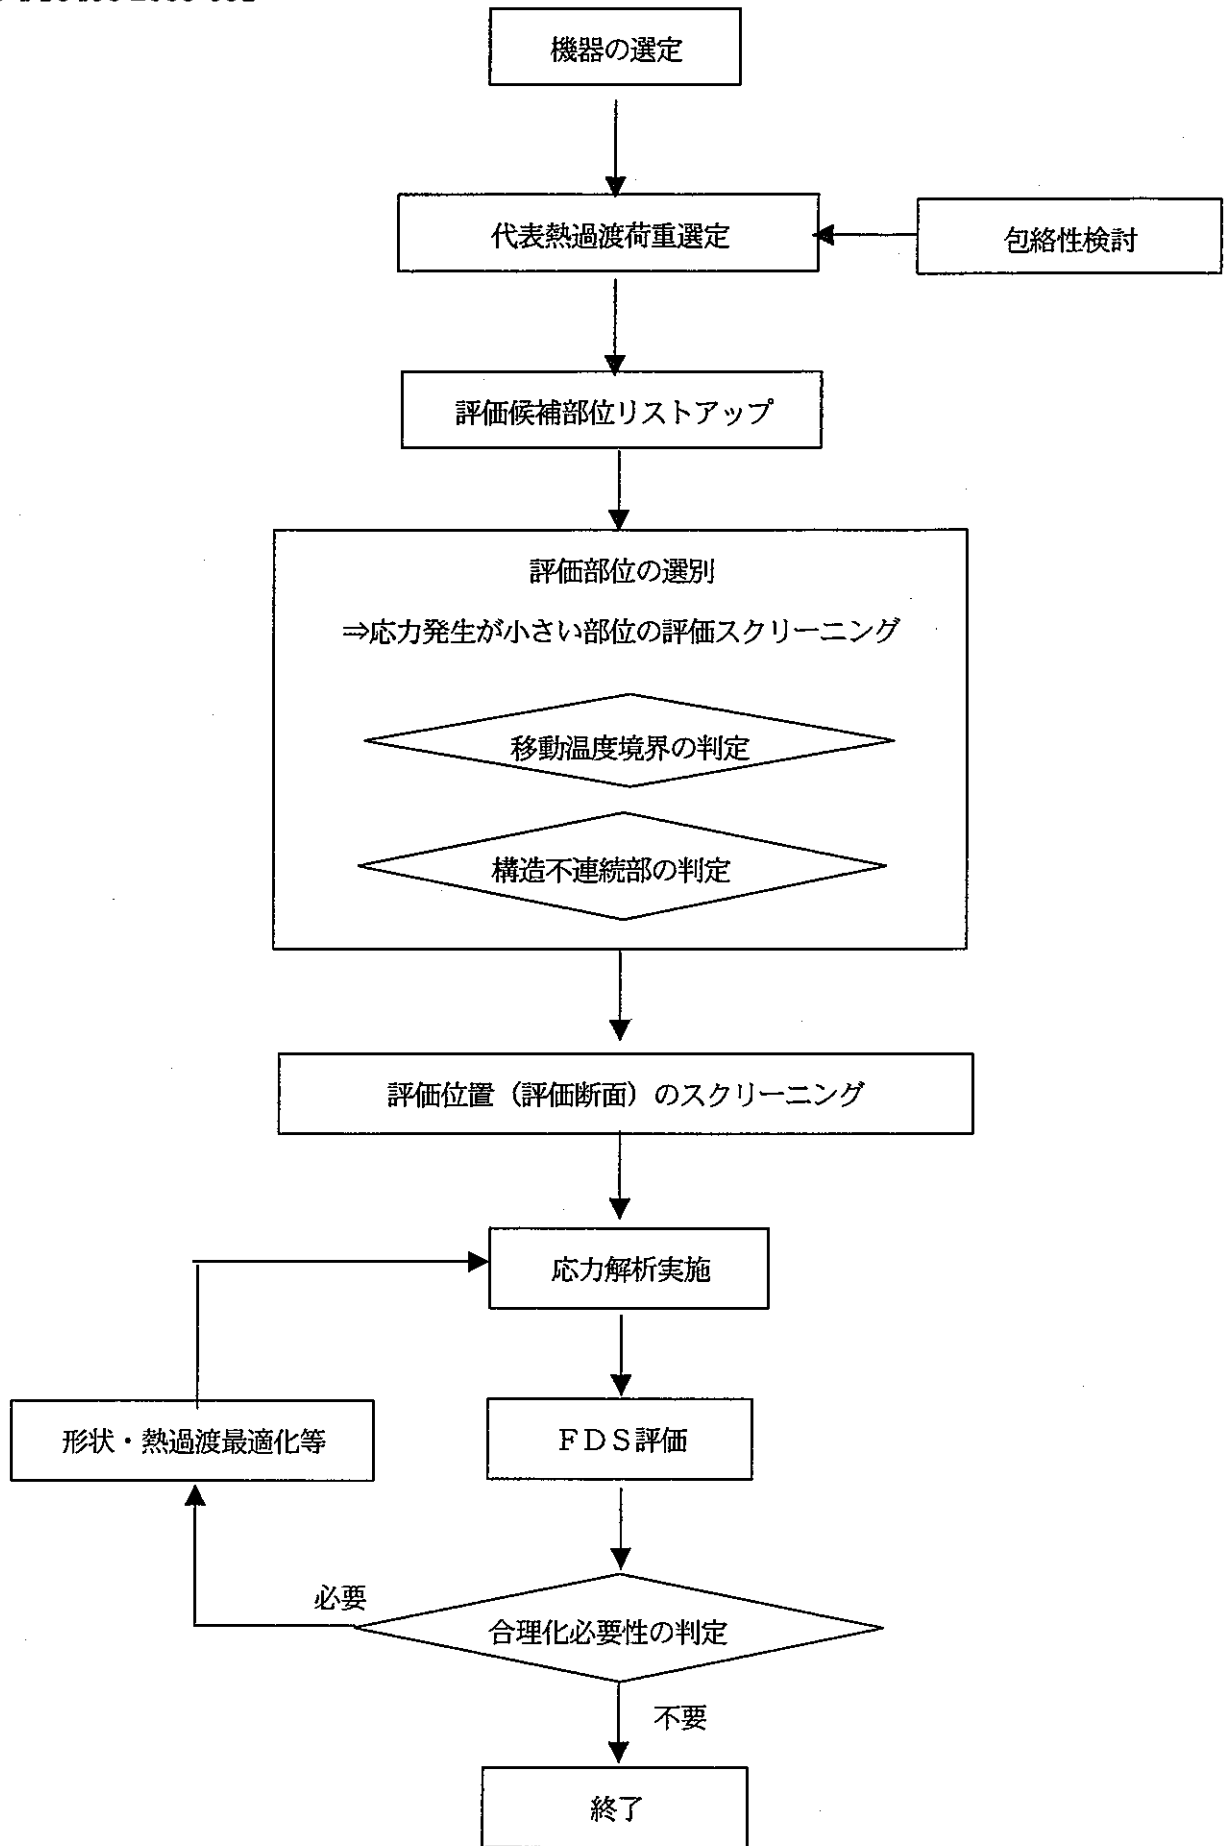 機器の選定
代表熱過渡荷重選定
包絡性検討
評価候補部位リストアップ
評価部位の選別
⇒応力発生が小さい部位の評価スクリーニング
移動温度境界の判定
構造不連続部の判定
評価位置（評価断面）のスクリーニング
応力解析実施
形状・熱過渡最適化等
ＦＤＳ評価
必要
合理化必要性の判定
不要
終了